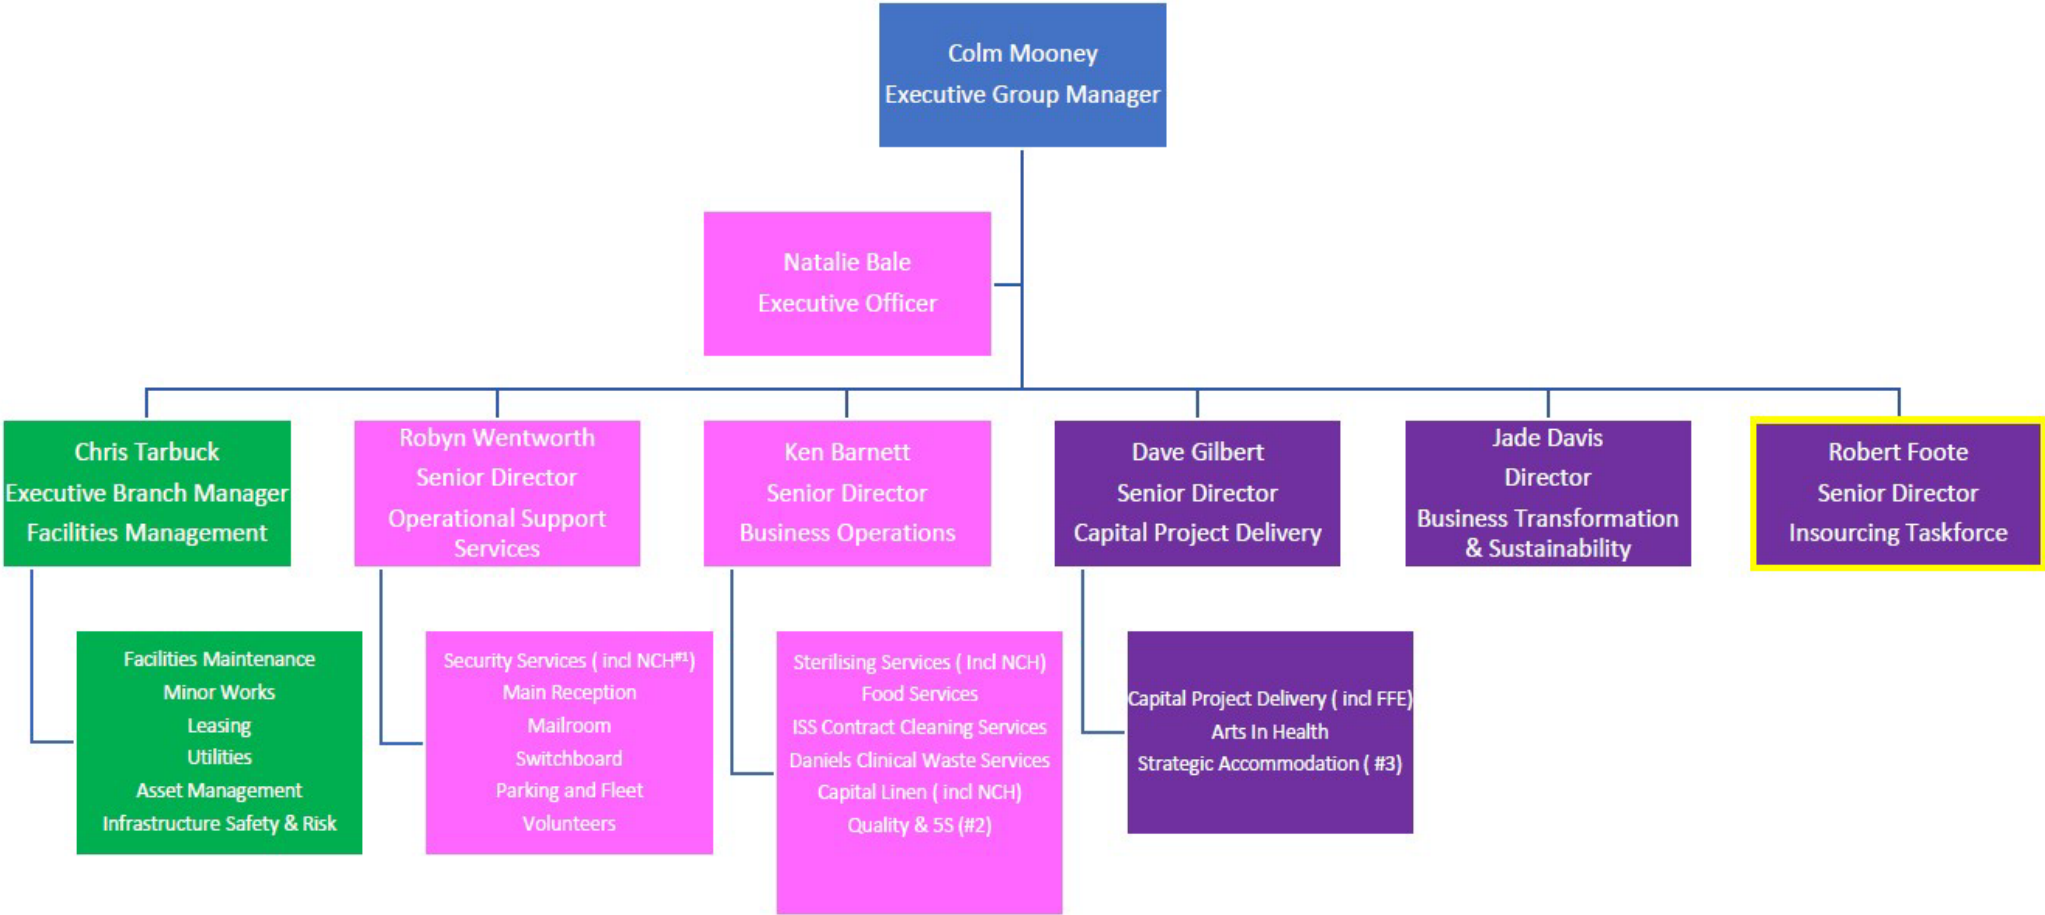 Colm Mooney
Executive Group Manager
Natalie Bale
Executive Officer
Chris Tarbuck
Executive Branch Manager
Facilities Management
Robyn Wentworth
Senior Director
Operational Support
Services
Ken Barnett
Senior Director
Business Operations
Dave Gilbert
Senior Director
Capital Project Delivery
Jade Davis
Director
Business Transformation
& Sustainability
Robert Foote
Senior Director
Insourcing Taskforce
Facilities Maintenance
Minor Works
Leasing
Utilities
Asset Management
Infrastructure Safety & Risk
Security Services ( incl NCH#1)
Main Reception
Mailroom
Switchboard
Parking and Fleet
Volunteers
Sterilising Services ( Incl NCH)
Food Services
ISS Contract Cleaning Services
Daniels Clinical Waste Services
Capital Linen ( incl NCH)
Quality & 5S (#2)
Capital Project Delivery ( incl FFE)
Arts In Health
Strategic Accommodation ( #3)